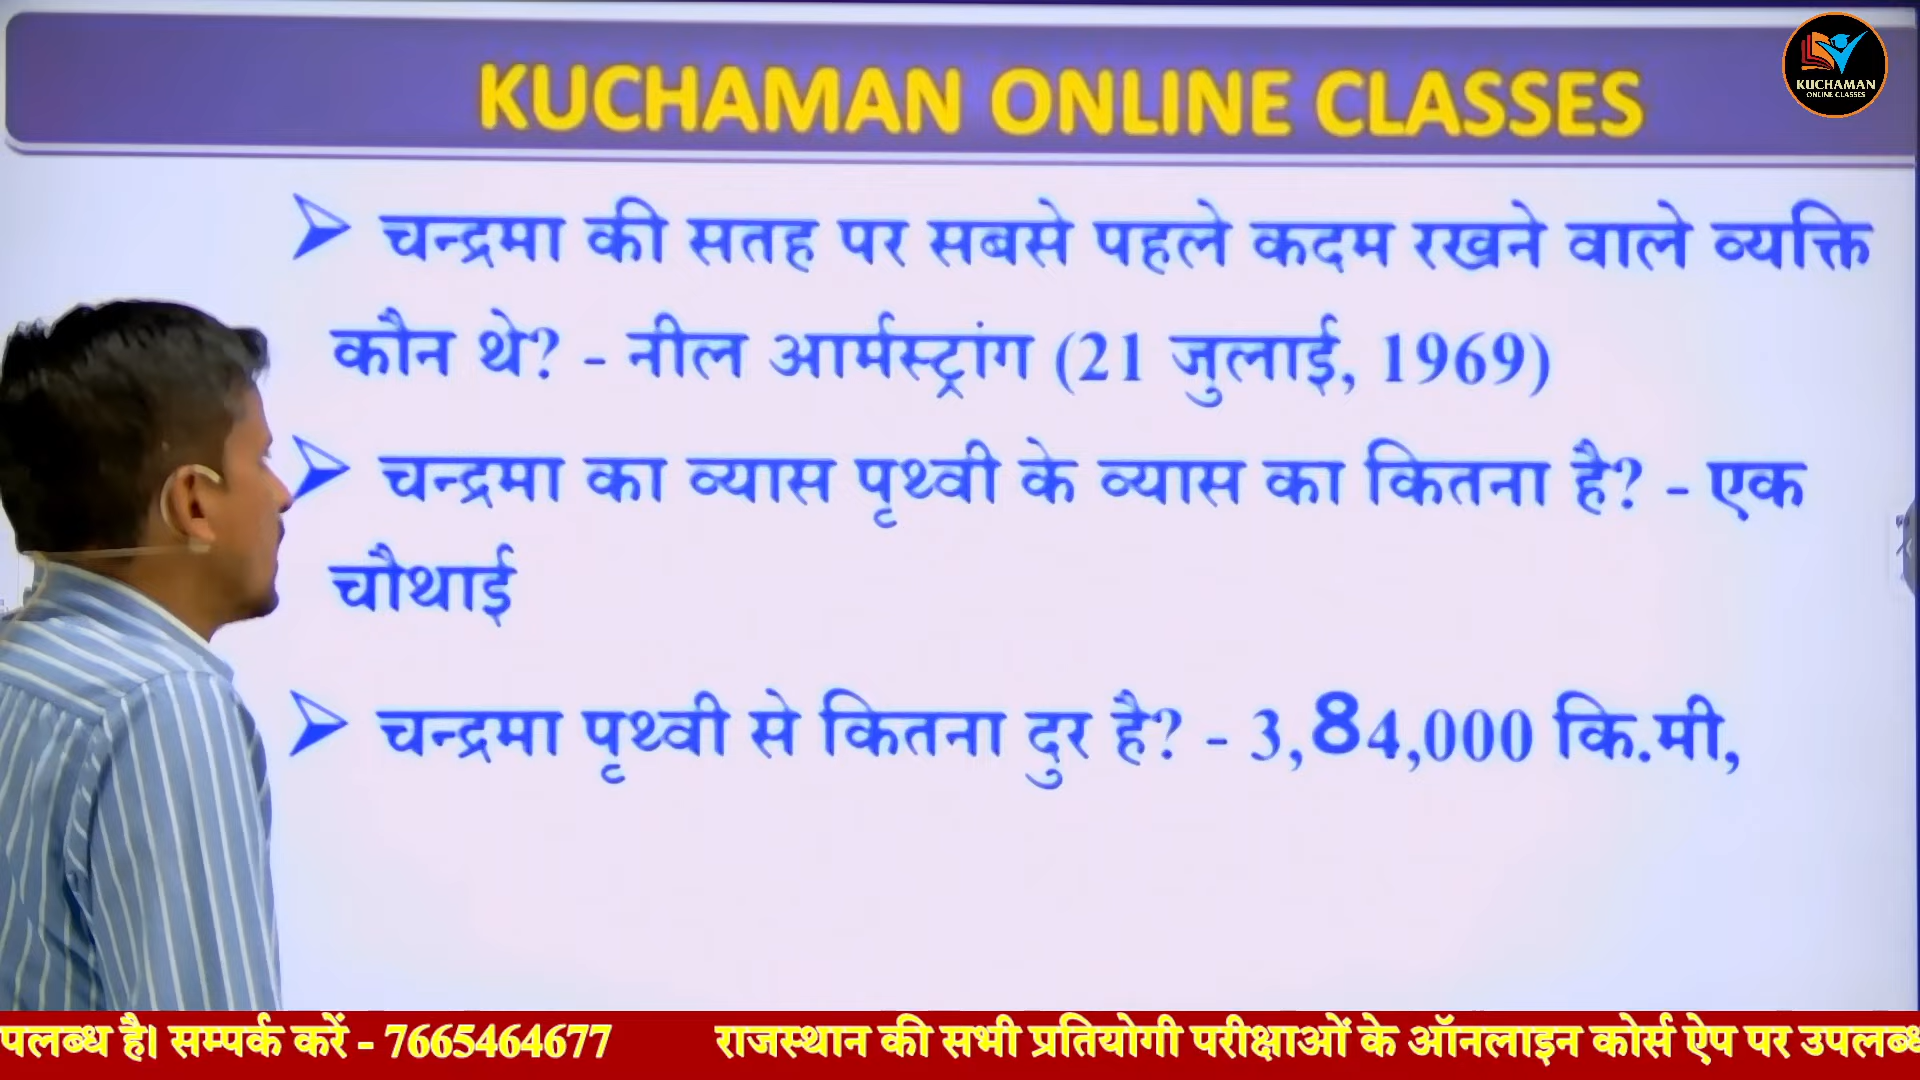 KUCHAMAN ONLINE CLASSES
KUCHAMAN
ONLINE CLASSES
चन्द्रमा की सतह पर सबसे पहले कदम रखने वाले व्यक्ति
कौन थे? - नील आर्मस्ट्रांग (21 जुलाई, 1969)
चन्द्रमा का व्यास पृथ्वी के व्यास का कितना है? - एक
चौथाई
चन्द्रमा पृथ्वी से कितना दुर है? - 3,84,000 कि.मी,
पलब्ध है। सम्पर्क करें - 7665464677 राजस्थान की सभी प्रतियोगी परीक्षाओं के ऑनलाइन कोर्स ऐप पर उपलब्ध